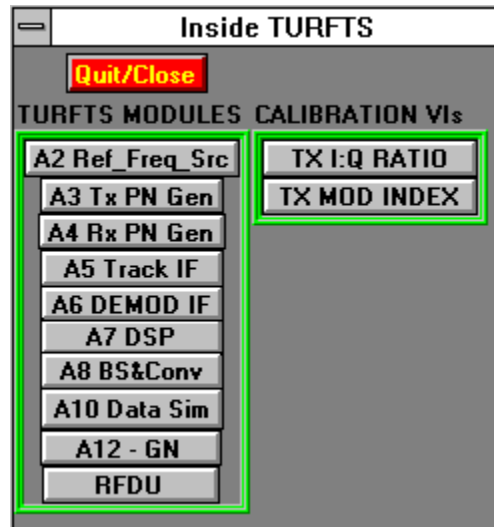 Inside TURFTS
Quit/Close
TURFTS MODULES CALIBRATION VIs
A2 Ref_Freq_Src
A3 Tx PN Gen
A4 Rx PN Gen
A5 Track IF
A6 DEMOD IF
A7 DSP
A8 BS&Conv
A10 Data Sim
A12 - GN
RFDU
TX I:Q RATIO
TX MOD INDEX